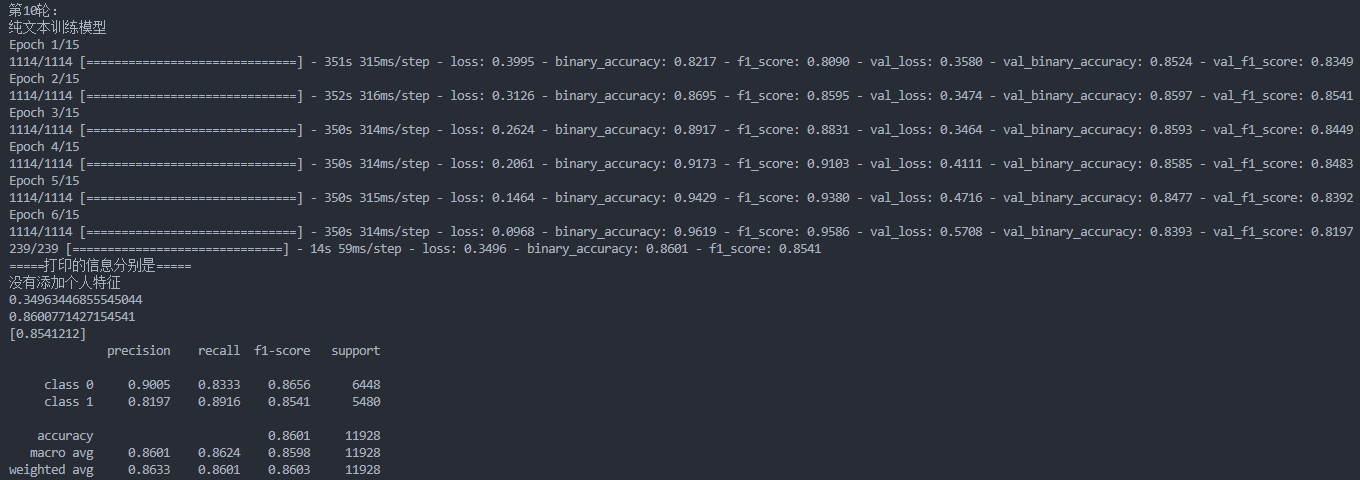 第10轮:
纯文本训练模型
Epoch 1/15
1114/1114 [==============================] - 351s 315ms/step - loss: 0.3995 - binary_accuracy: 0.8217 - f1_score: 0.8090 - val_loss: 0.3580 - val_binary_accuracy: 0.8524 - val_f1_score: 0.8349
Epoch 2/15
1114/1114 [==============================] - 352s 316ms/step - loss: 0.3126 - binary_accuracy: 0.8695 - f1_score: 0.8595 - val_loss: 0.3474 - val_binary_accuracy: 0.8597 - val_f1_score: 0.8541
Epoch 3/15
1114/1114 [==============================] - 350s 314ms/step - loss: 0.2624 - binary_accuracy: 0.8917 - f1_score: 0.8831 - val_loss: 0.3464 - val_binary_accuracy: 0.8593 - val_f1_score: 0.8449
Epoch 4/15
1114/1114 [==============================] - 350s 314ms/step - loss: 0.2061 - binary_accuracy: 0.9173 - f1_score: 0.9103 - val_loss: 0.4111 - val_binary_accuracy: 0.8585 - val_f1_score: 0.8483
Epoch 5/15
1114/1114 [==============================] - 350s 315ms/step - loss: 0.1464 - binary_accuracy: 0.9429 - f1_score: 0.9380 - val_loss: 0.4716 - val_binary_accuracy: 0.8477 - val_f1_score: 0.8392
Epoch 6/15
1114/1114 [==============================] - 350s 314ms/step - loss: 0.0968 - binary_accuracy: 0.9619 - f1_score: 0.9586 - val_loss: 0.5708 - val_binary_accuracy: 0.8393 - val_f1_score: 0.8197
239/239 [==============================] - 14s 59ms/step - loss: 0.3496 - binary_accuracy: 0.8601 - f1_score: 0.8541
=====打印的信息分别是=====
没有添加个人特征
0.34963446855545044
0.8600771427154541
[0.8541212]
precision recall f1-score support
class 0 0.9005 0.8333 0.8656 6448
class 1 0.8197 0.8916 0.8541 5480
accuracy 0.8601 11928
macro avg 0.8601 0.8624 0.8598 11928
weighted avg 0.8633 0.8601 0.8603 11928